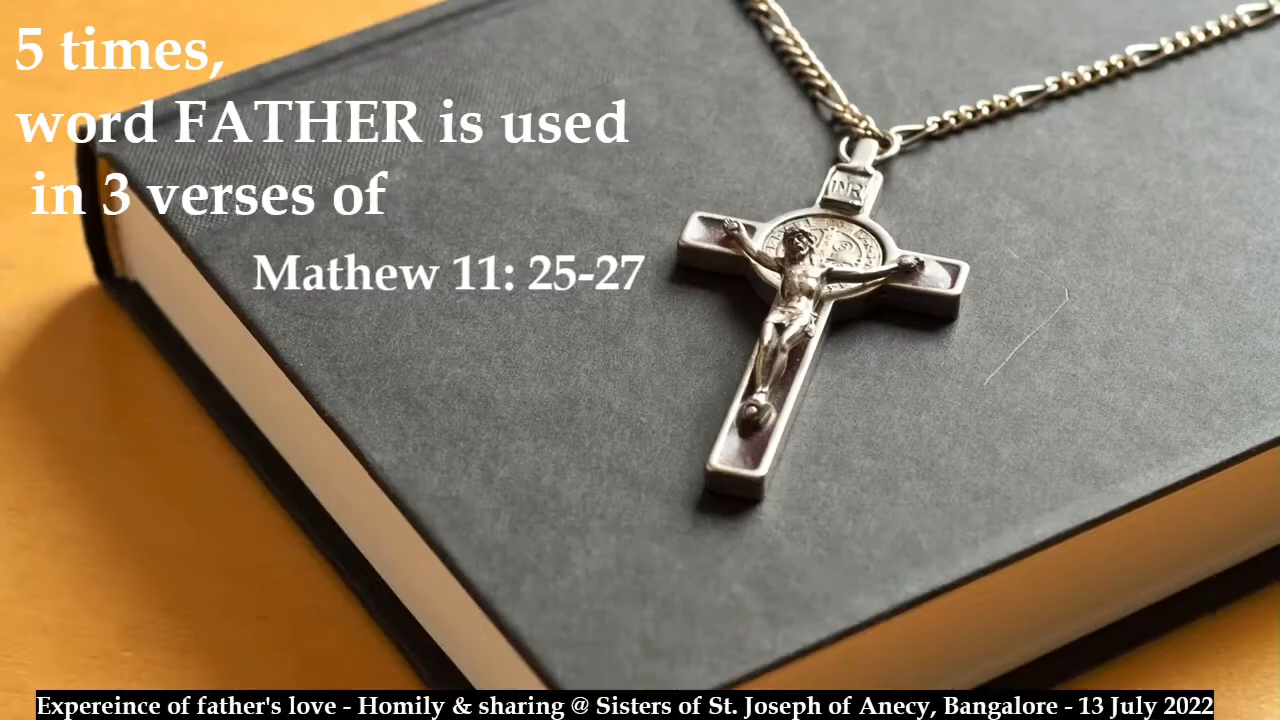 5 times,
word FATHER is used
in 3 verses of
Mathew 11: 25-27
INRI
Expereince of father's love - Homily & sharing @ Sisters of St. Joseph of Anecy, Bangalore - 13 July 2022